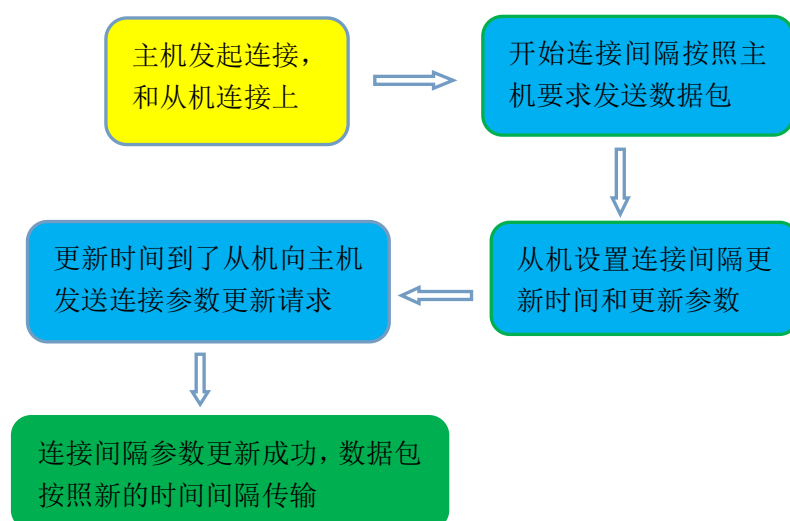 主机发起连接，
和从机连接上
开始连接间隔按照主
机要求发送数据包
从机设置连接间隔更
新时间和更新参数
更新时间到了从机向主机
发送连接参数更新请求
连接间隔参数更新成功，数据包
按照新的时间间隔传输